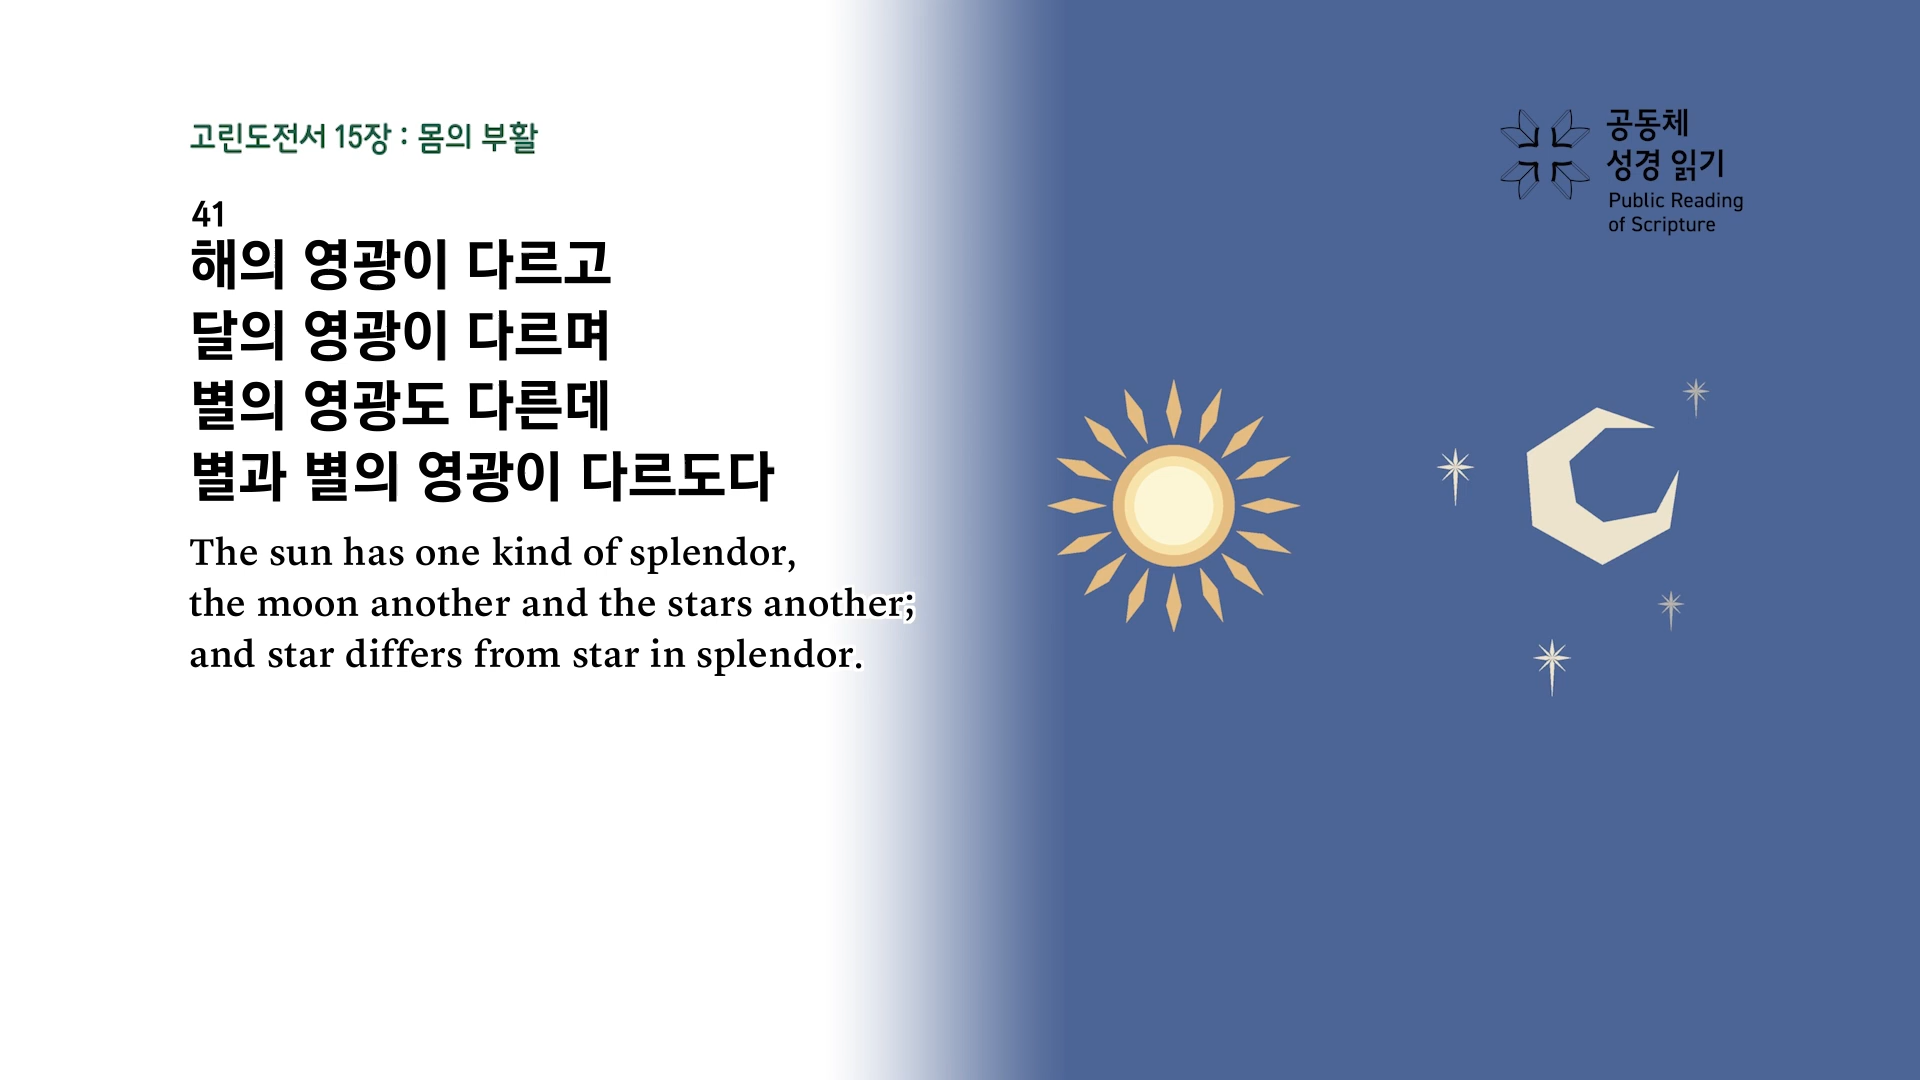 고린도전서 15장 : 몸의 부활
41
해의 영광이 다르고
달의 영광이 다르며
별의 영광도 다른데
별과 별의 영광이 다르도다
The sun has one kind of splendor,
the moon another and the stars another;
and star differs from star in splendor.
공동체
성경 읽기
Public Reading
of Scripture